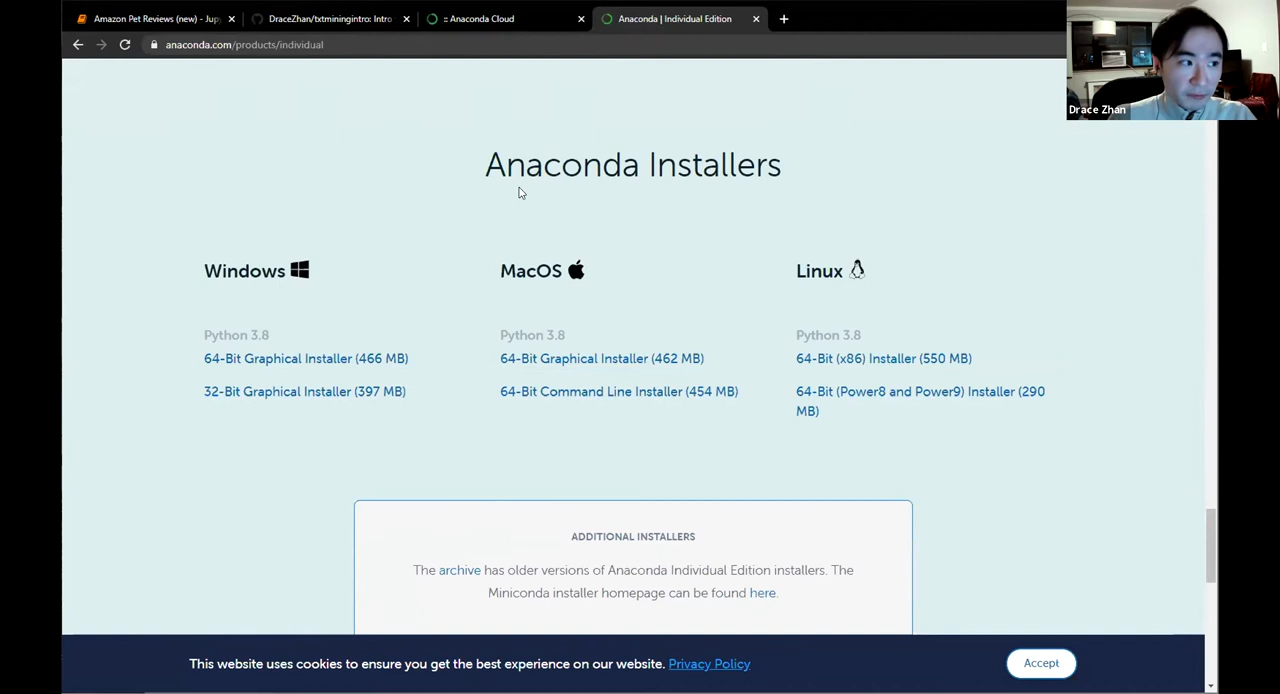 Amazon Pet Reviews (new) - Jup
DraceZhan/txtminingintro: Intro
:: Anaconda Cloud
Anaconda | Individual Edition
anaconda.com/products/individual
Drace Zhan
Anaconda Installers
Windows
MacOS
Linux
Python 3.8
Python 3.8
Python 3.8
64-Bit Graphical Installer (466 MB)
64-Bit Graphical Installer (462 MB)
64-Bit (x86) Installer (550 MB)
32-Bit Graphical Installer (397 MB)
64-Bit Command Line Installer (454 MB)
64-Bit (Power8 and Power9) Installer (290
MB)
ADDITIONAL INSTALLERS
The archive has older versions of Anaconda Individual Edition installers. The
Miniconda installer homepage can be found here.
This website uses cookies to ensure you get the best experience on our website. Privacy Policy
Accept